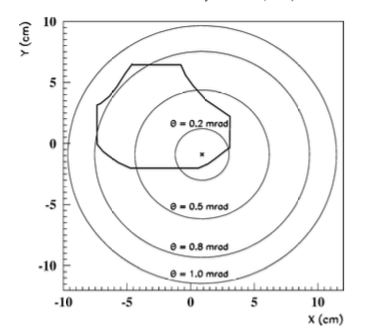 Y (cm)
10
5
0
-5
-10
θ = 0.2 mrad
θ = 0.5 mrad
θ = 0.8 mrad
θ = 1.0 mrad
-10 -5 0 5 10
X (cm)